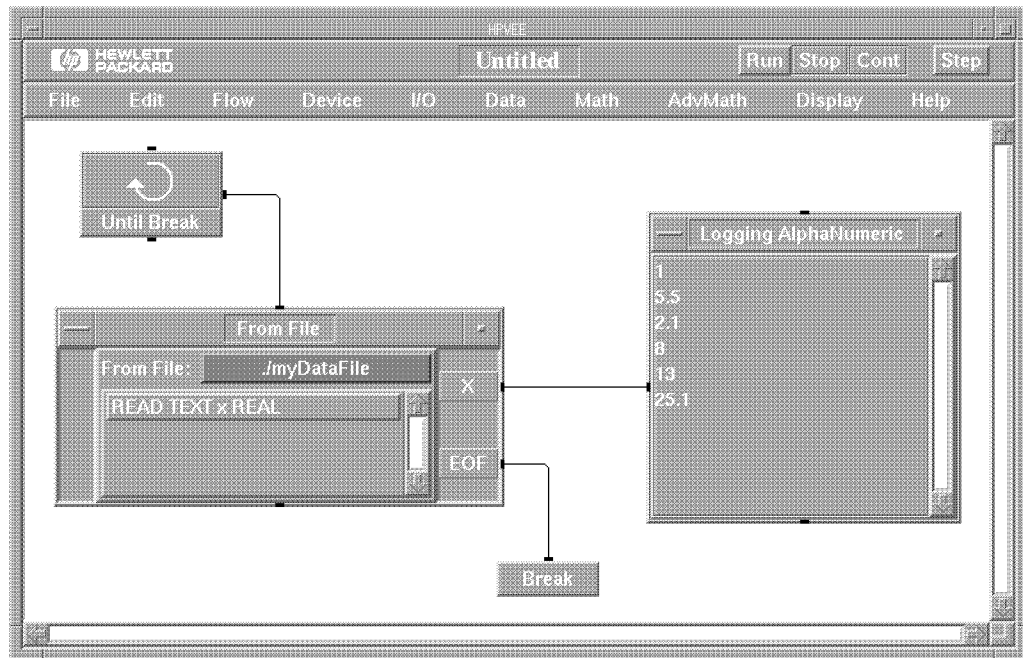 HPVEE
hp HEWLETT
PACKARD
Untitled
Run Stop Cont Step
File Edit Flow Device I/O Data Math AdvMath Display Help
Until Break
Logging AlphaNumeric
1
5.5
2.1
8
13
25.1
From File
From File: ./myDataFile
READ TEXT x REAL
X
EOF
Break